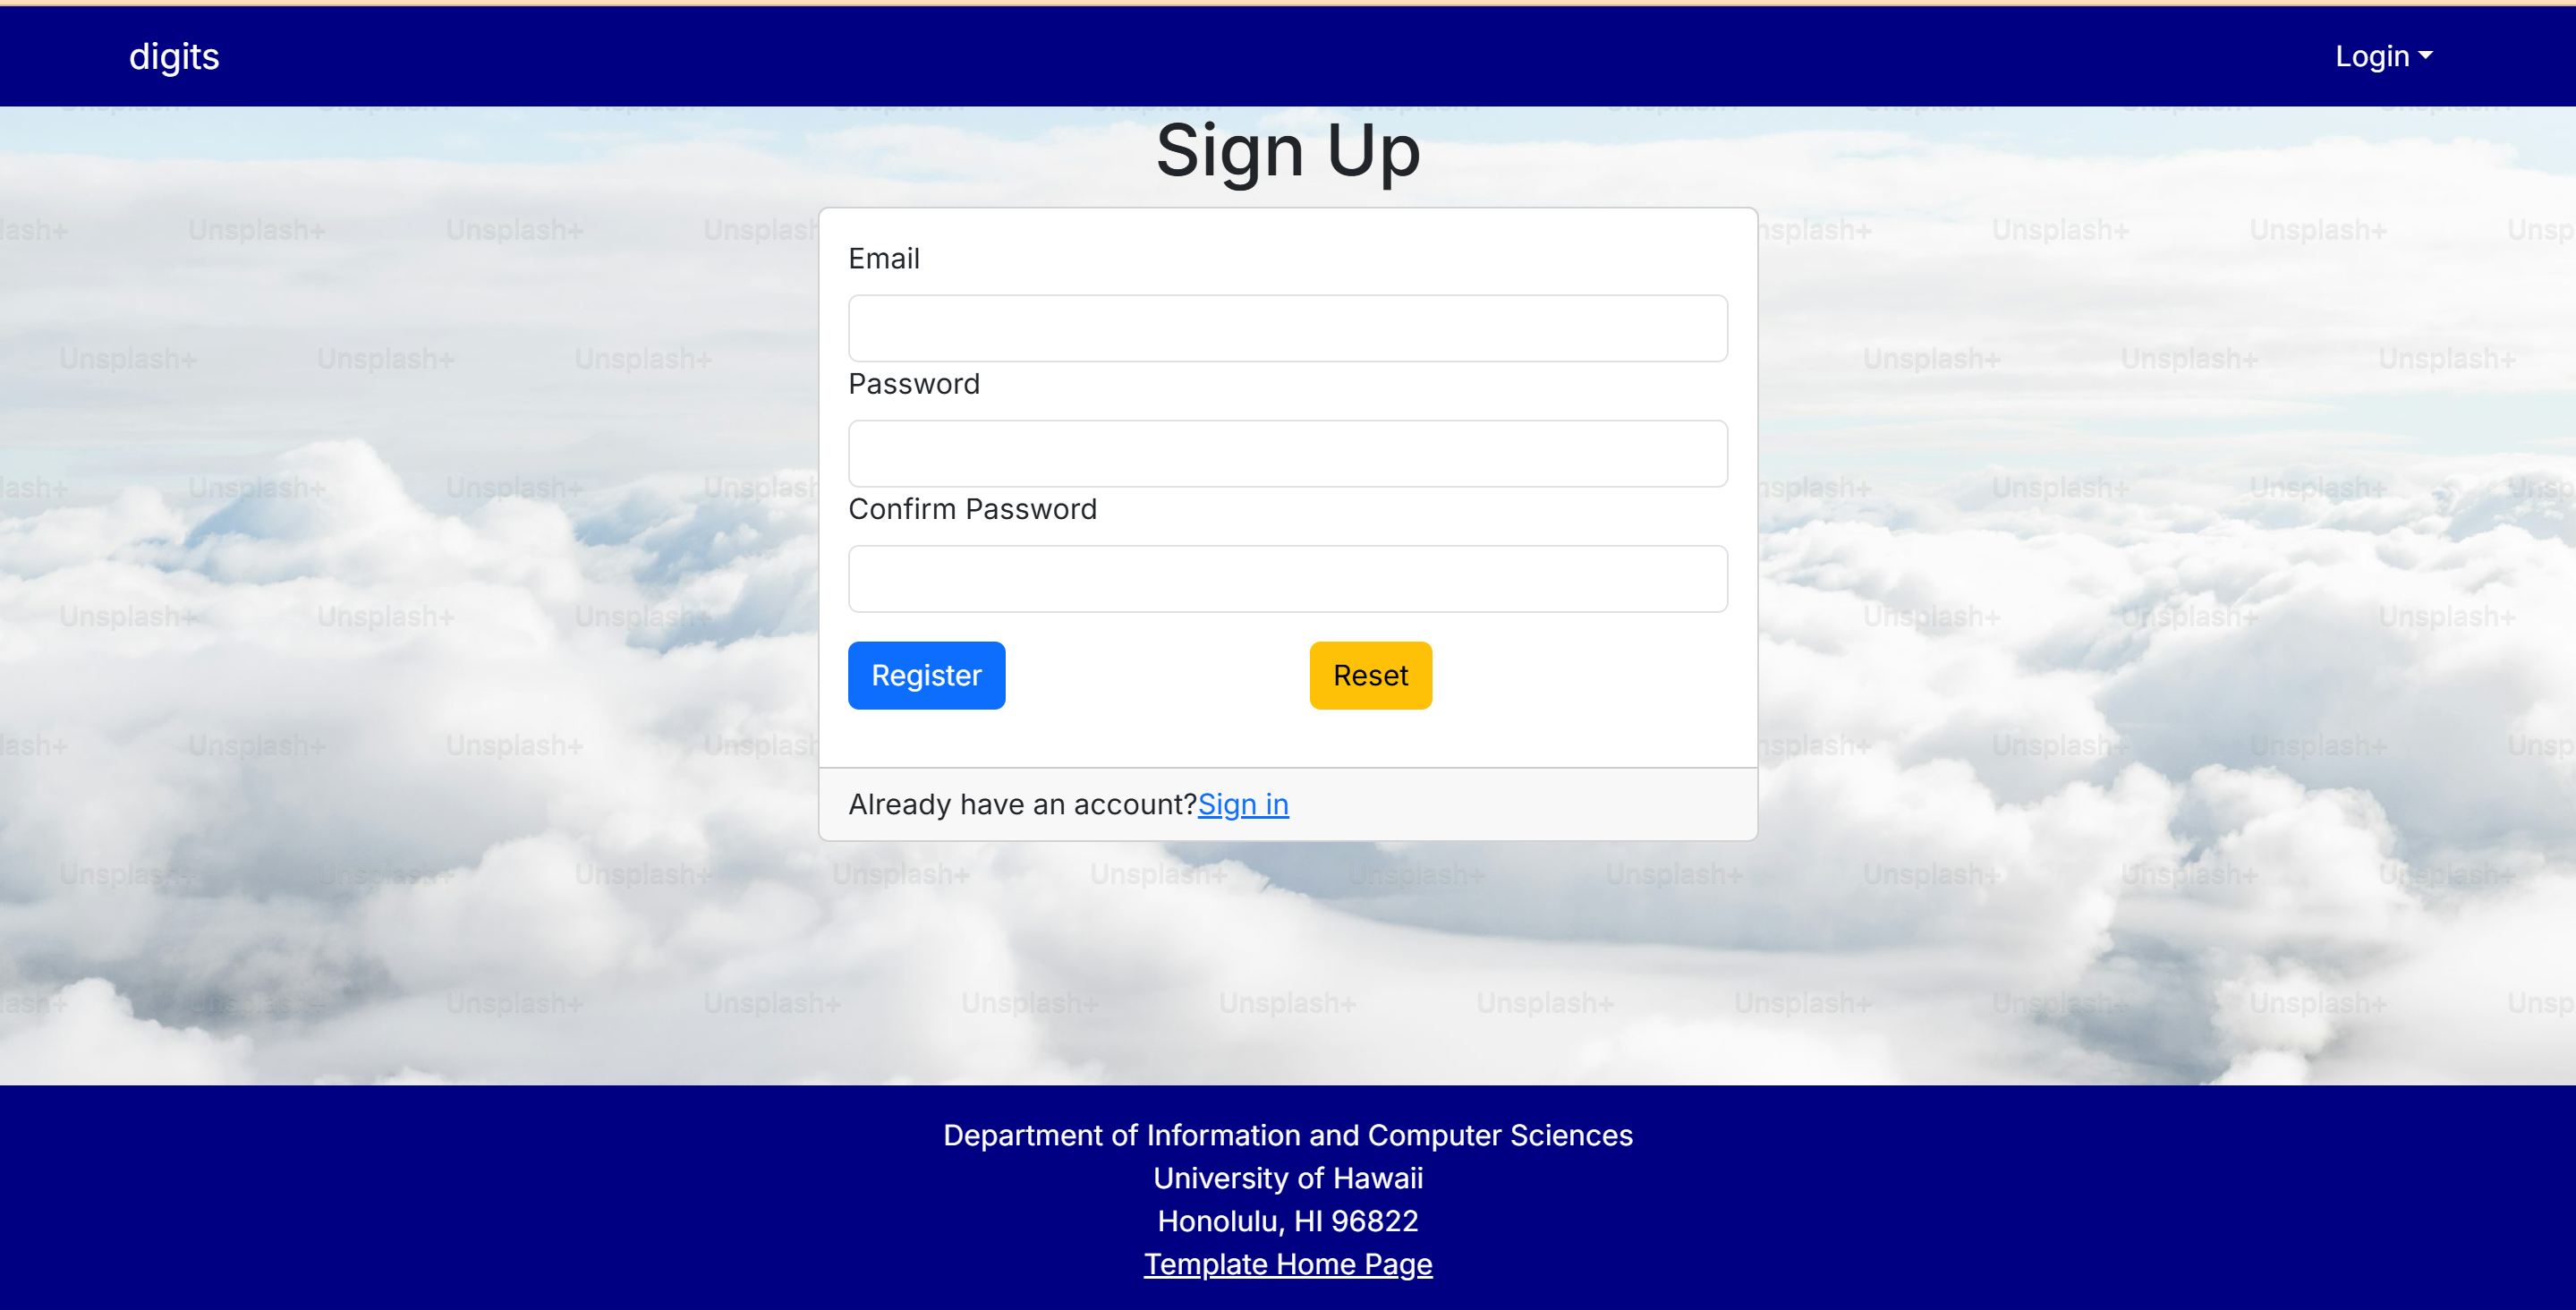 digits
Login
Sign Up
Email
Password
Confirm Password
Register
Reset
Already have an account?Sign in
Unsplash+
Department of Information and Computer Sciences
University of Hawaii
Honolulu, HI 96822
Template Home Page